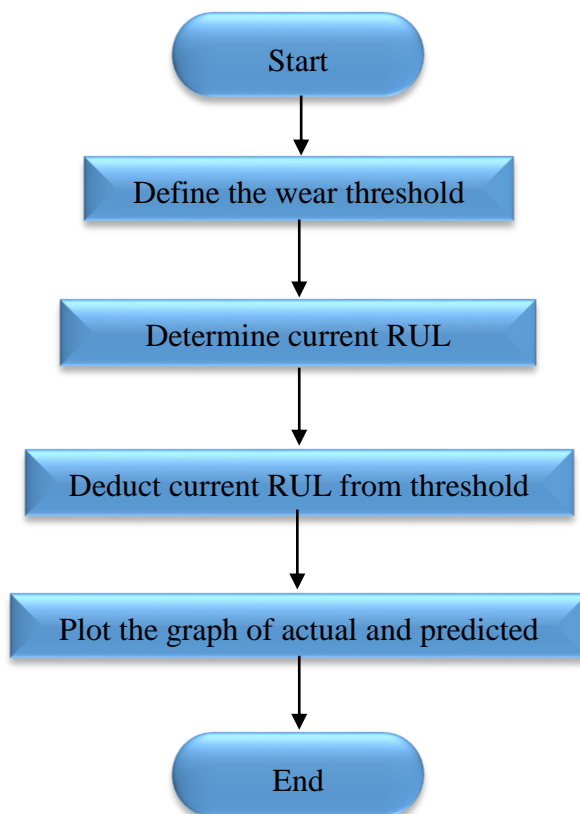 Start
Define the wear threshold
Determine current RUL
Deduct current RUL from threshold
Plot the graph of actual and predicted
End